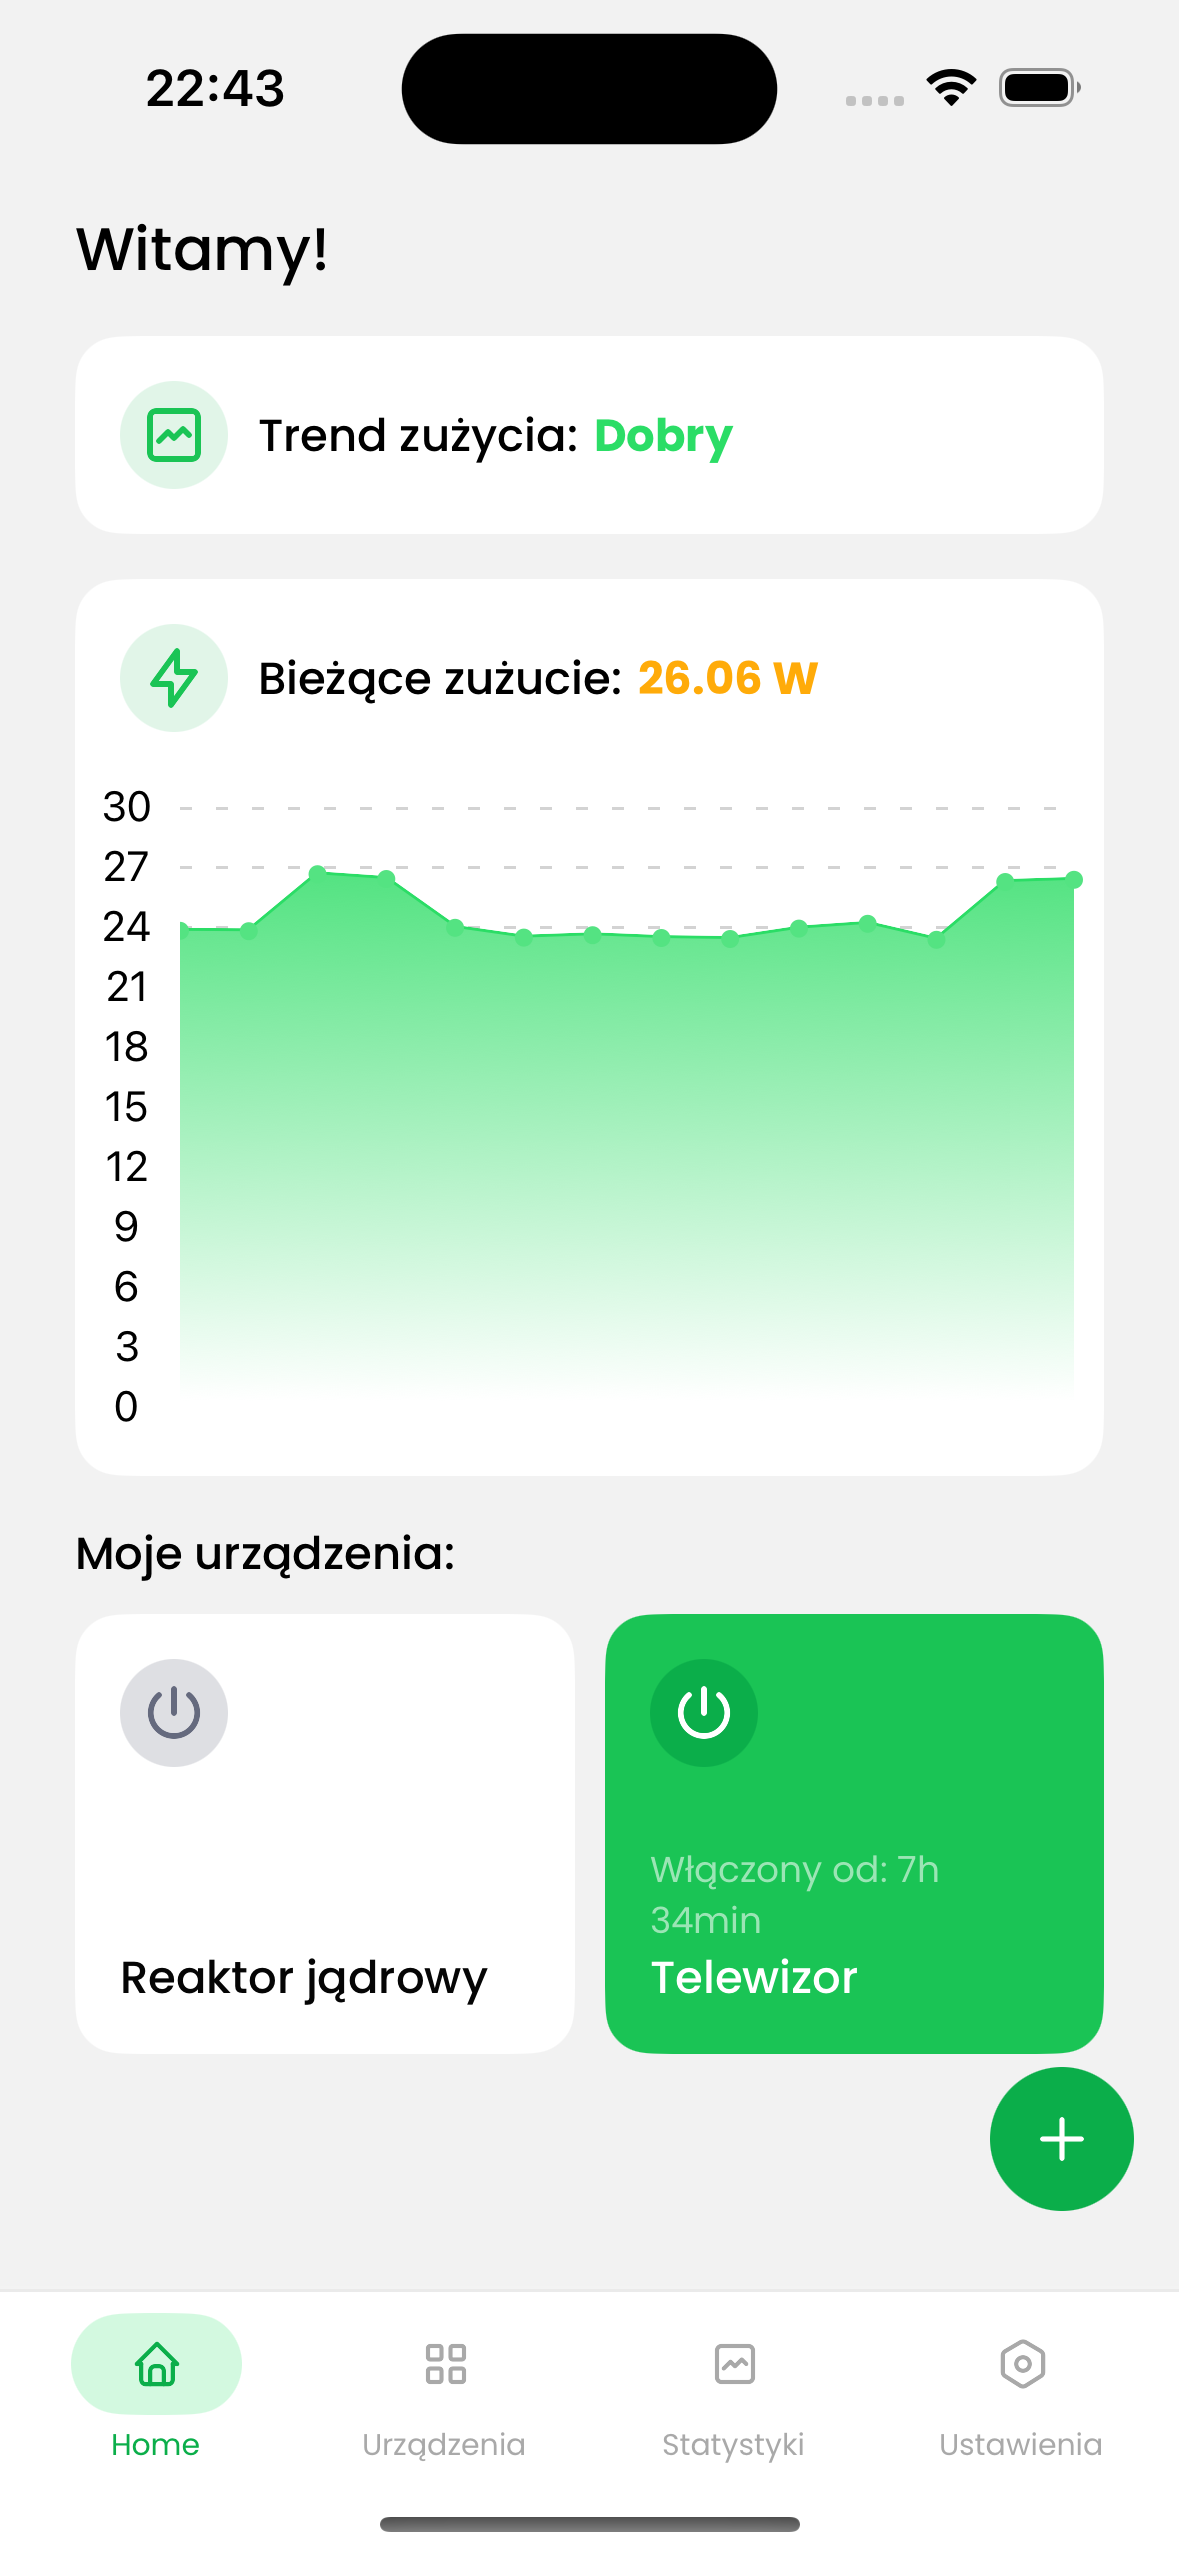 22:43
Witamy!
Trend zużycia: Dobry
Bieżące zużucie: 26.06 W
30
27
24
21
18
15
12
9
6
3
0
Moje urządzenia:
Reaktor jądrowy
Włączony od: 7h
34min
Telewizor
Home
Urządzenia
Statystyki
Ustawienia